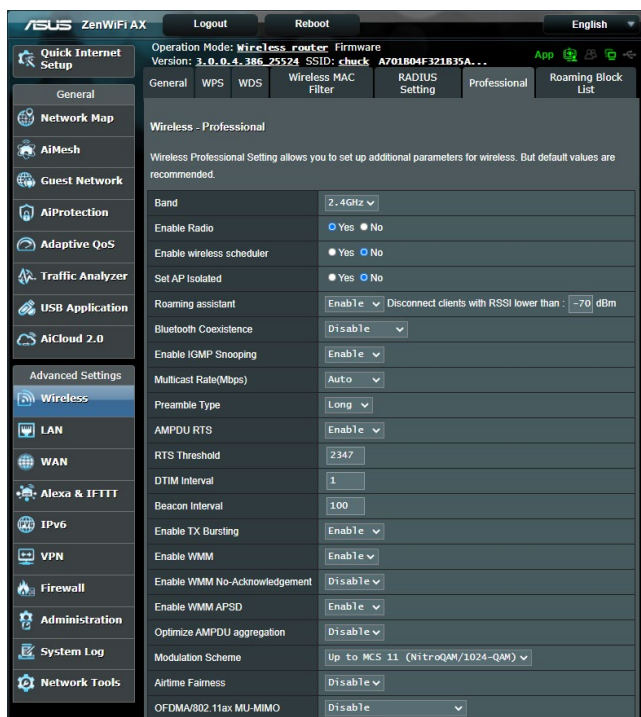 ASUS ZenWiFi AX Logout Reboot English
Quick Internet Setup
General
Network Map
AiMesh
Guest Network
AiProtection
Adaptive QoS
Traffic Analyzer
USB Application
AiCloud 2.0
Advanced Settings
Wireless
LAN
WAN
Alexa & IFTTT
IPv6
VPN
Firewall
Administration
System Log
Network Tools
Operation Mode: Wireless router Firmware
Version: 3.0.0.4.386_25524 SSID: chuck A701B04F321B35A... App
General WPS WDS Wireless MAC Filter RADIUS Setting Professional Roaming Block List
Wireless - Professional
Wireless Professional Setting allows you to set up additional parameters for wireless. But default values are
recommended.
Band 2.4GHz
Enable Radio Yes No
Enable wireless scheduler Yes No
Set AP Isolated Yes No
Roaming assistant Enable Disconnect clients with RSSI lower than : -70 dBm
Bluetooth Coexistence Disable
Enable IGMP Snooping Enable
Multicast Rate(Mbps) Auto
Preamble Type Long
AMPDU RTS Enable
RTS Threshold 2347
DTIM Interval 1
Beacon Interval 100
Enable TX Bursting Enable
Enable WMM Enable
Enable WMM No-Acknowledgement Disable
Enable WMM APSD Enable
Optimize AMPDU aggregation Disable
Modulation Scheme Up to MCS 11 (NitroQAM/1024-QAM)
Airtime Fairness Disable
OFDMA/802.11ax MU-MIMO Disable